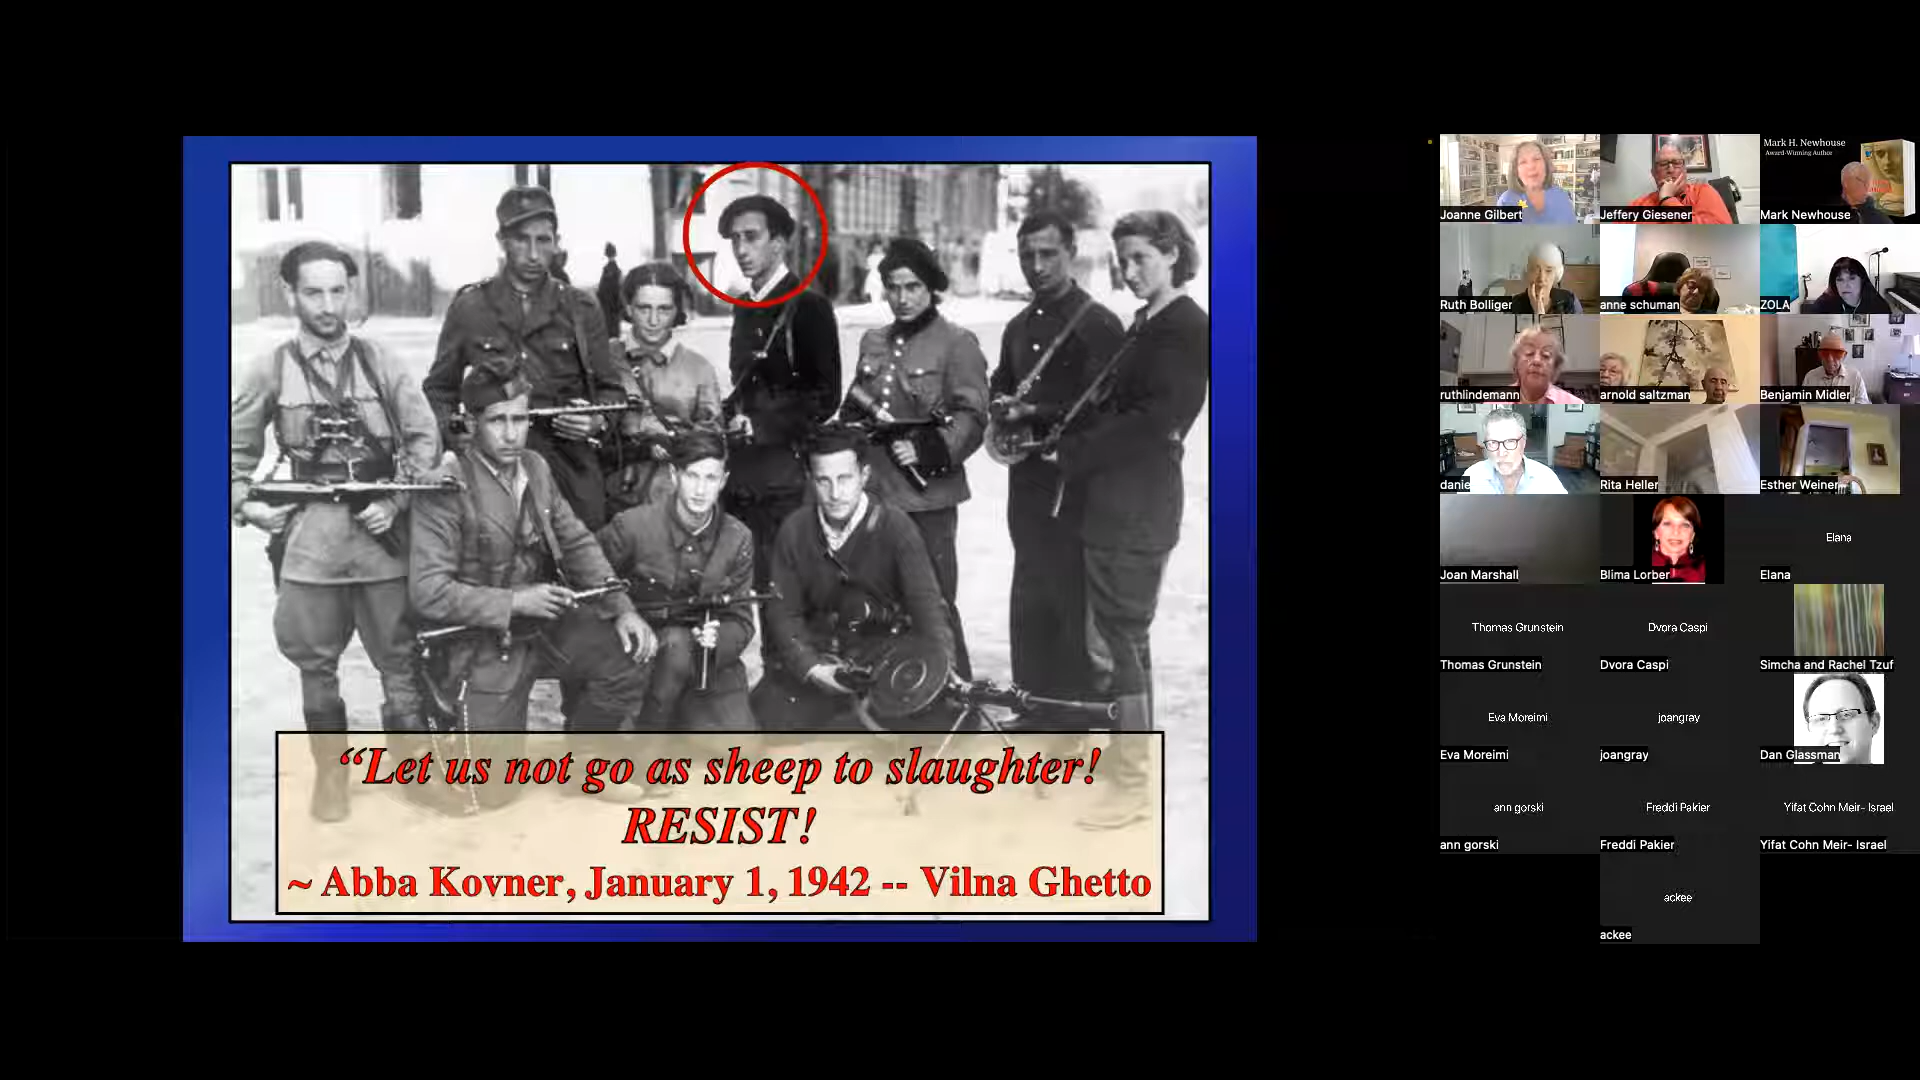 “Let us not go as sheep to slaughter!
RESIST!
~ Abba Kovner, January 1, 1942 -- Vilna Ghetto
Joanne Gilbert
Jeffery Giesener
Mark H. Newhouse
Award-Winning Author
Mark Newhouse
Ruth Bolliger
anne schuman
ZOLA
ruthlindemann
arnold saltzman
Benjamin Midler
danie
Rita Heller
Esther Weiner
Joan Marshall
Blima Lorber
Elana
Elana
Thomas Grunstein
Thomas Grunstein
Dvora Caspi
Dvora Caspi
Simcha and Rachel Tzuf
Eva Moreimi
Eva Moreimi
joangray
joangray
Dan Glassman
ann gorski
ann gorski
Freddi Pakier
Freddi Pakier
Yifat Cohn Meir- Israel
Yifat Cohn Meir- Israel
ackee
ackee